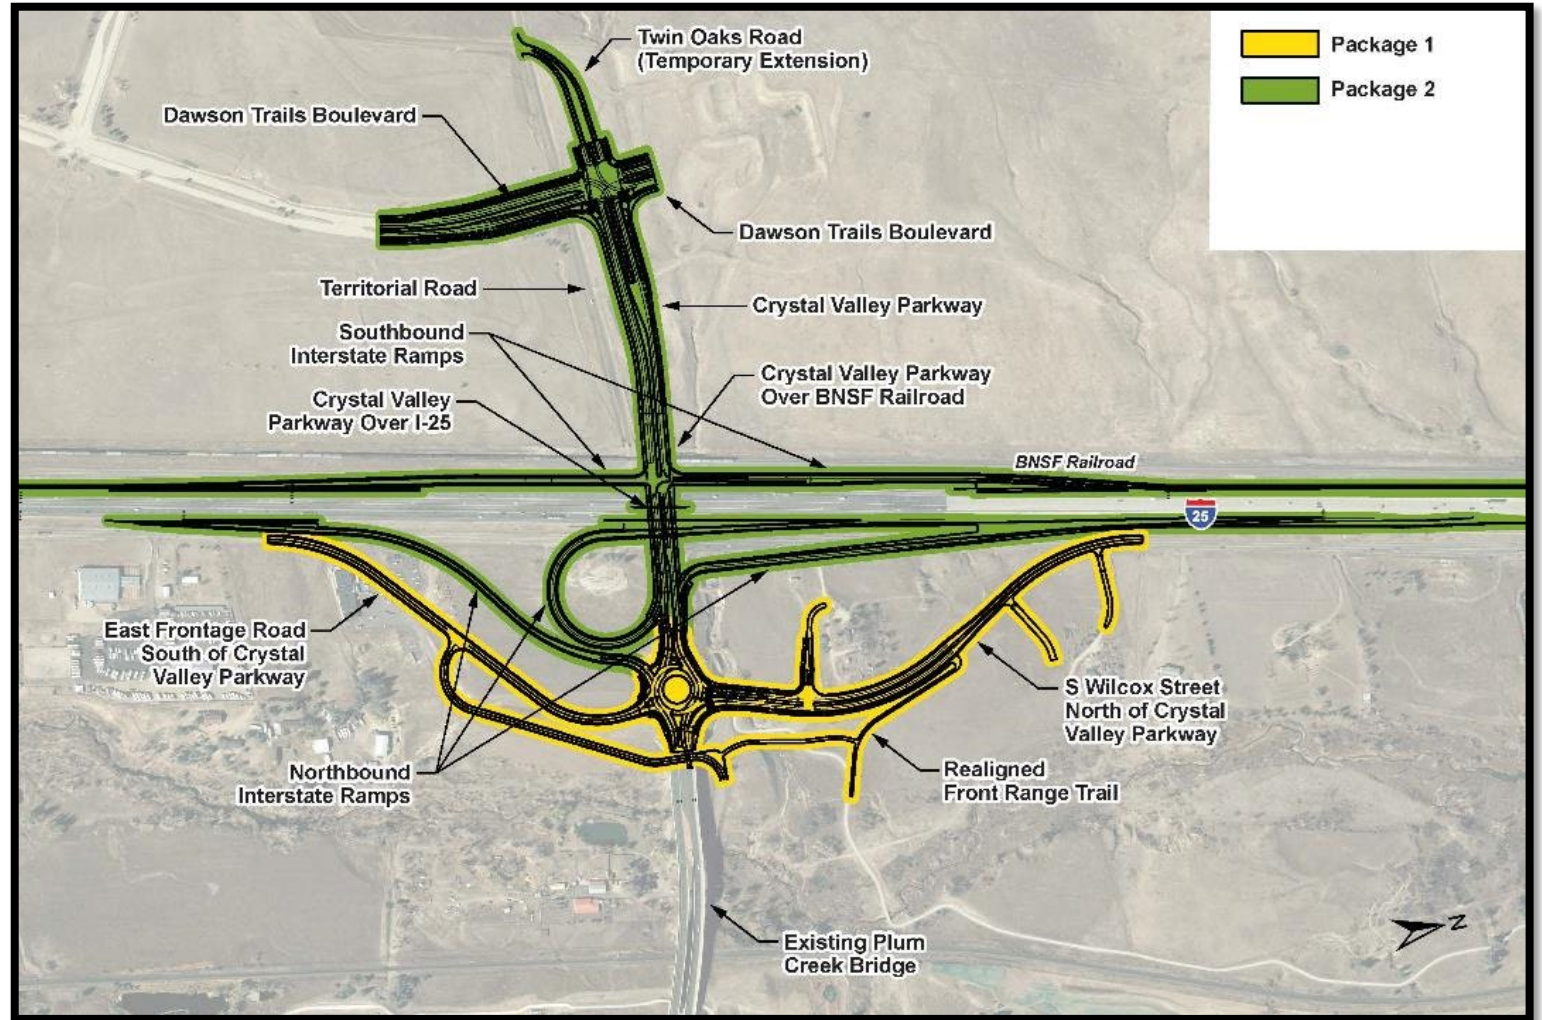 Package 1
Package 2
Twin Oaks Road
(Temporary Extension)
Dawson Trails Boulevard
Dawson Trails Boulevard
Territorial Road
Crystal Valley Parkway
Southbound
Interstate Ramps
Crystal Valley Parkway
Over BNSF Railroad
Crystal Valley
Parkway Over I-25
BNSF Railroad
25
East Frontage Road
South of Crystal
Valley Parkway
S Wilcox Street
North of Crystal
Valley Parkway
Northbound
Interstate Ramps
Realigned
Front Range Trail
Existing Plum
Creek Bridge
N